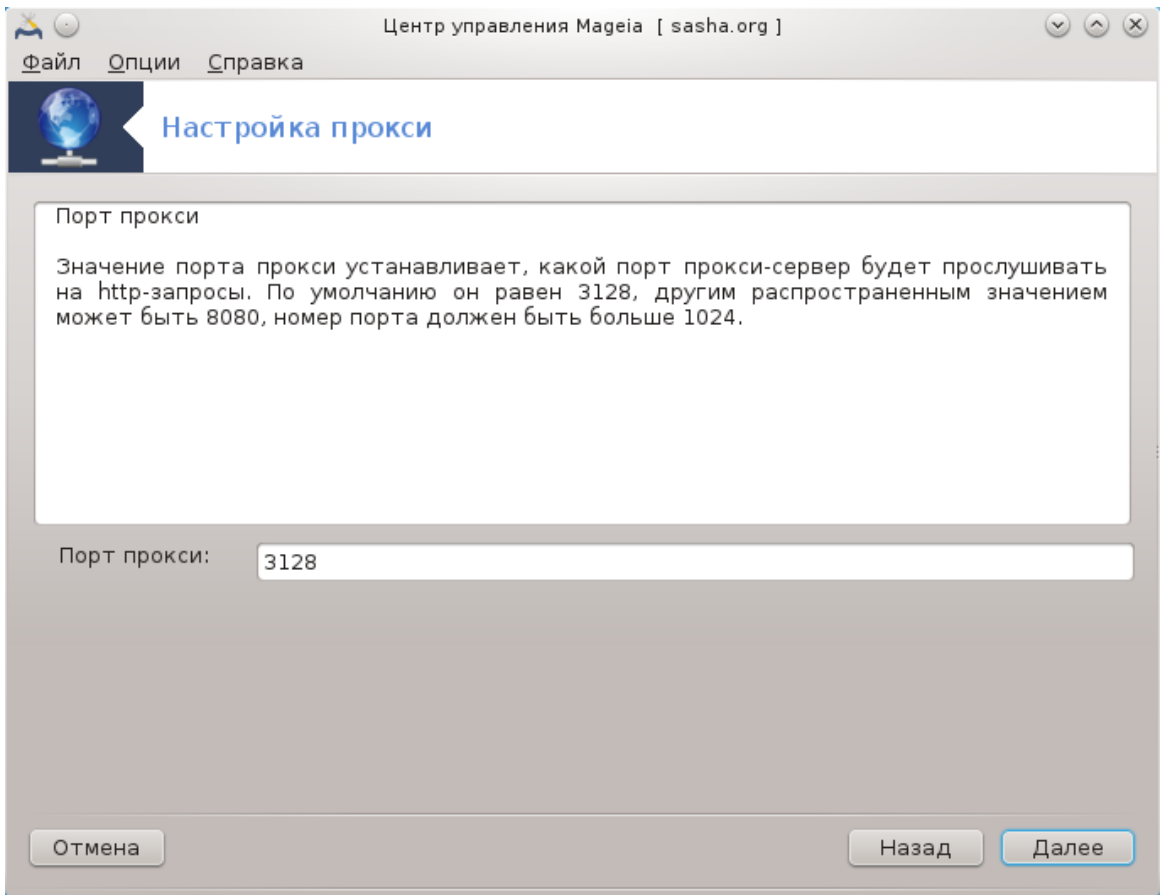 Центр управления Mageia [ sasha.org ]
Файл Опции Справка
Настройка прокси
Порт прокси
Значение порта прокси устанавливает, какой порт прокси-сервер будет прослушивать
на http-запросы. По умолчанию он равен 3128, другим распространенным значением
может быть 8080, номер порта должен быть больше 1024.
Порт прокси:
3128
Отмена
Назад
Далее